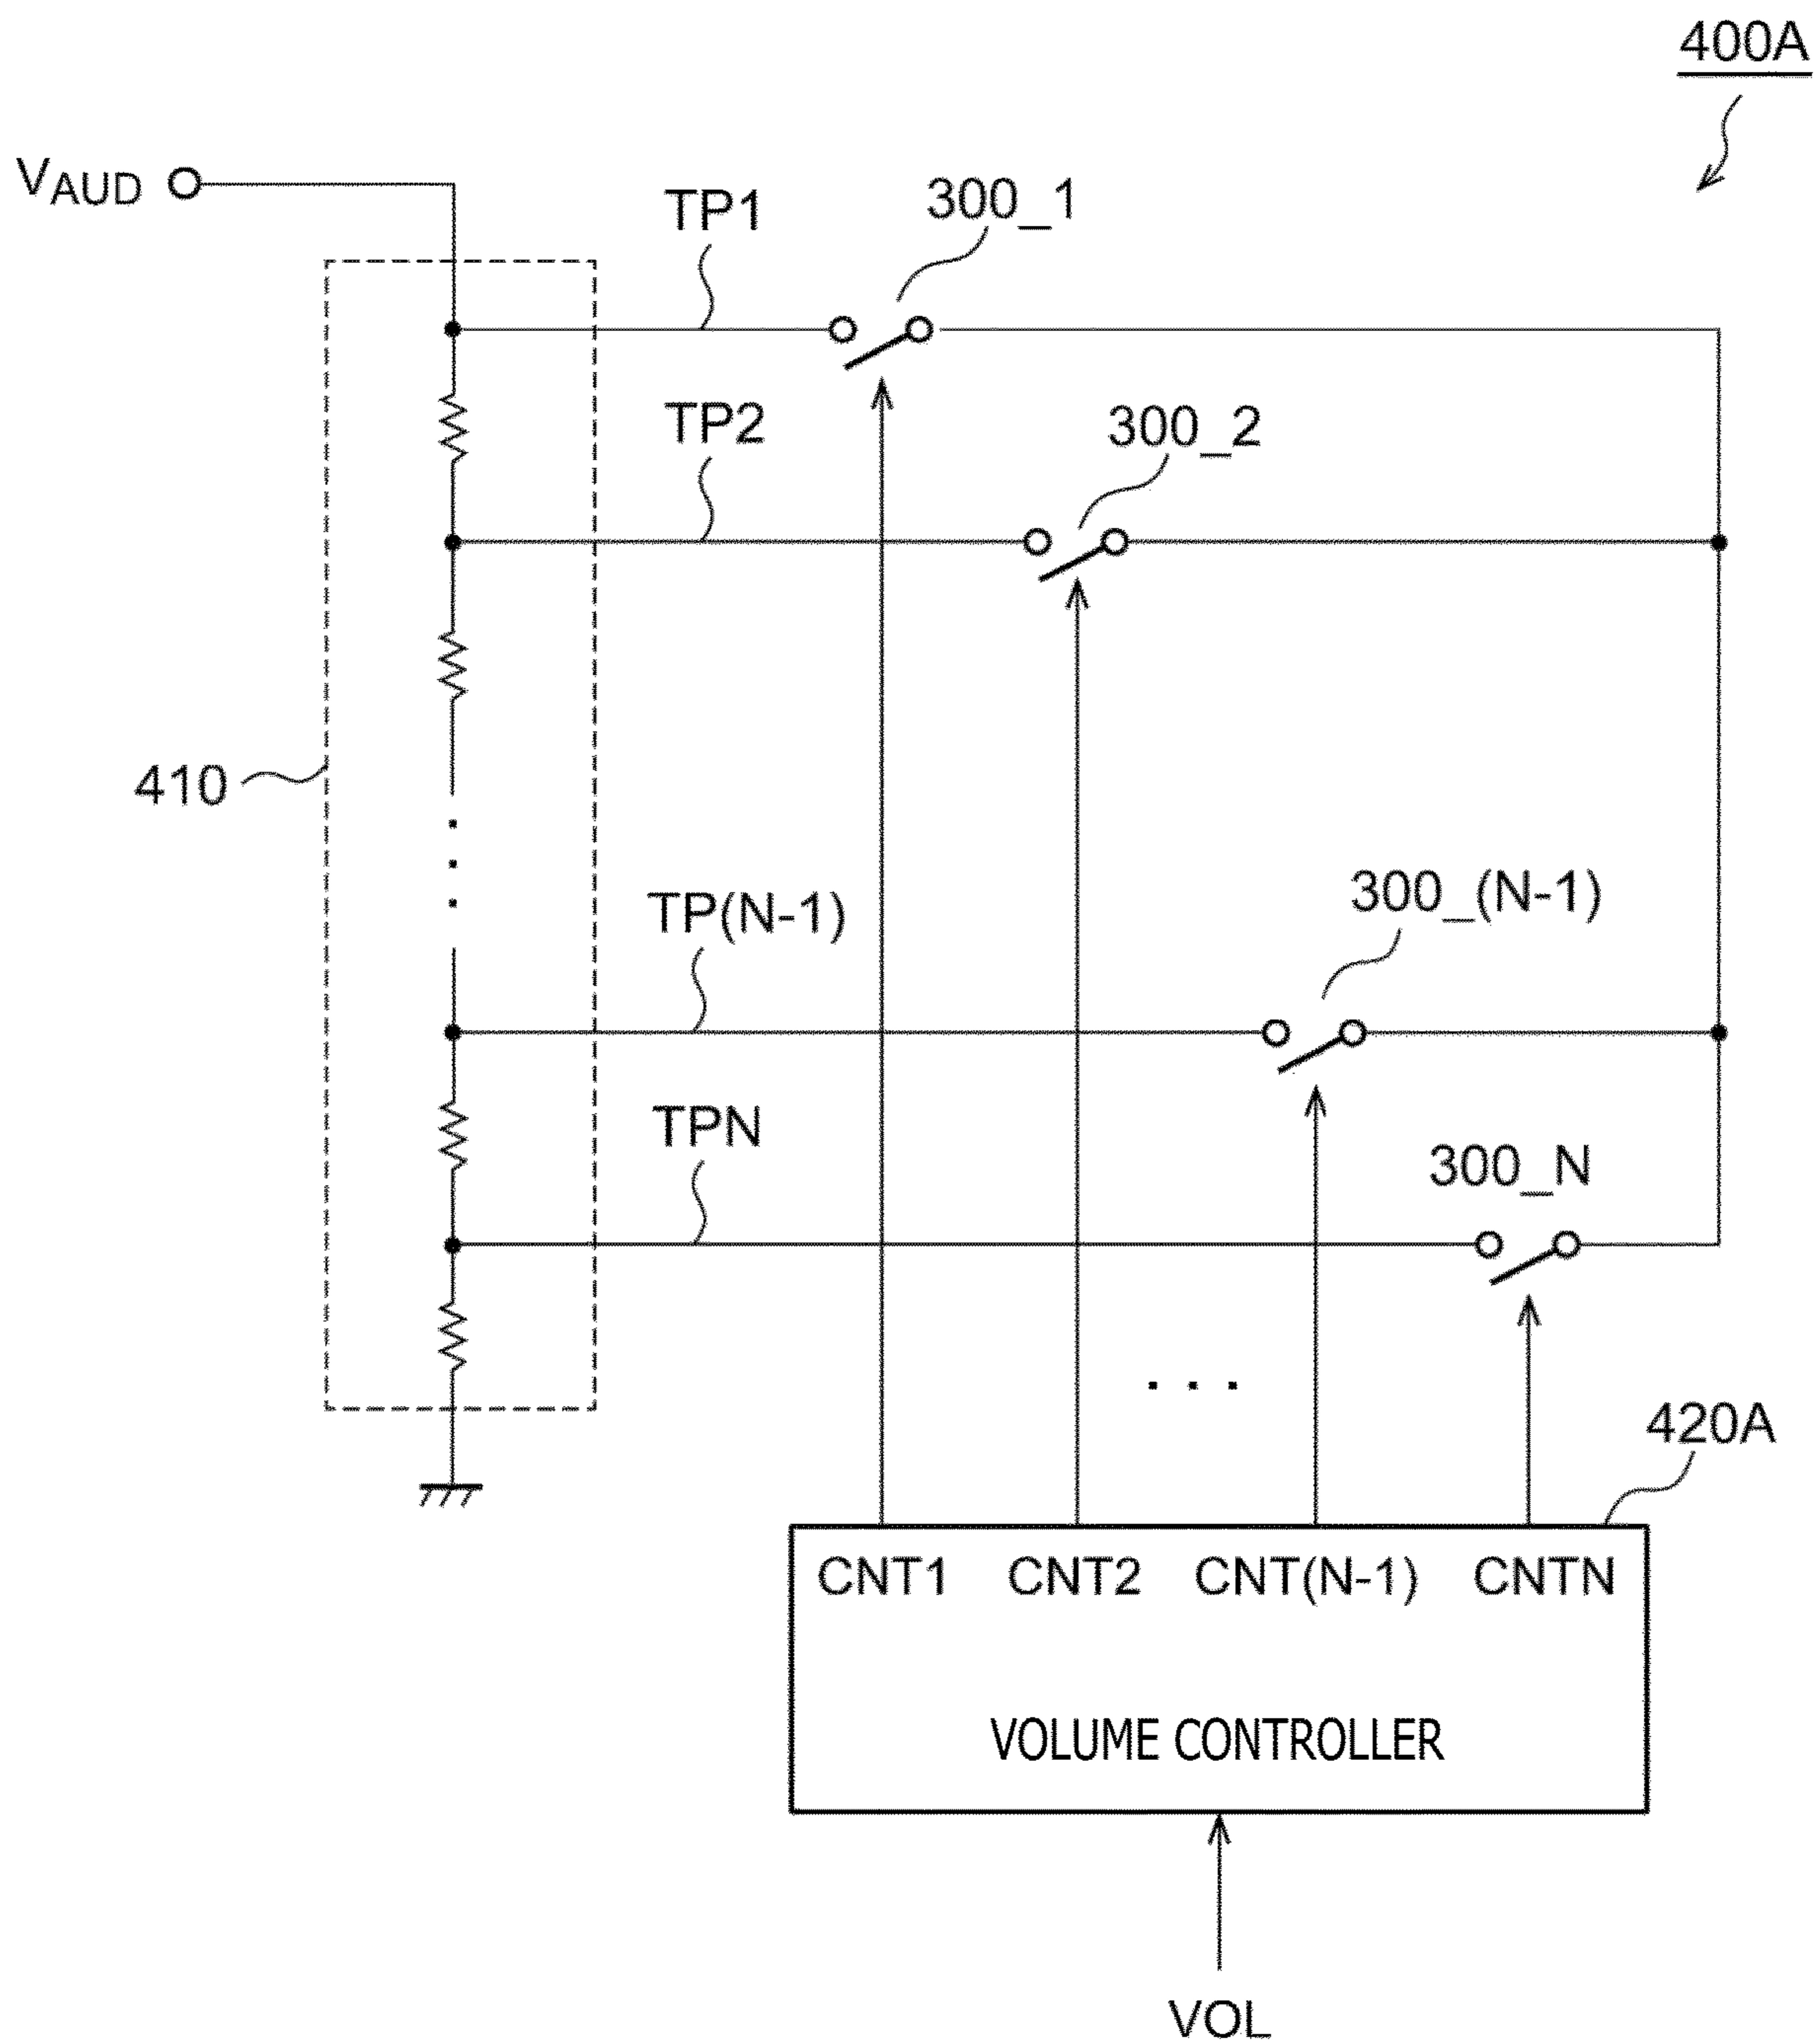 400A
VAUD
TP1
300_1
TP2
300_2
410
TP(N-1)
300_(N-1)
TPN
300_N
420A
CNT1 CNT2 CNT(N-1) CNTN
VOLUME CONTROLLER
VOL